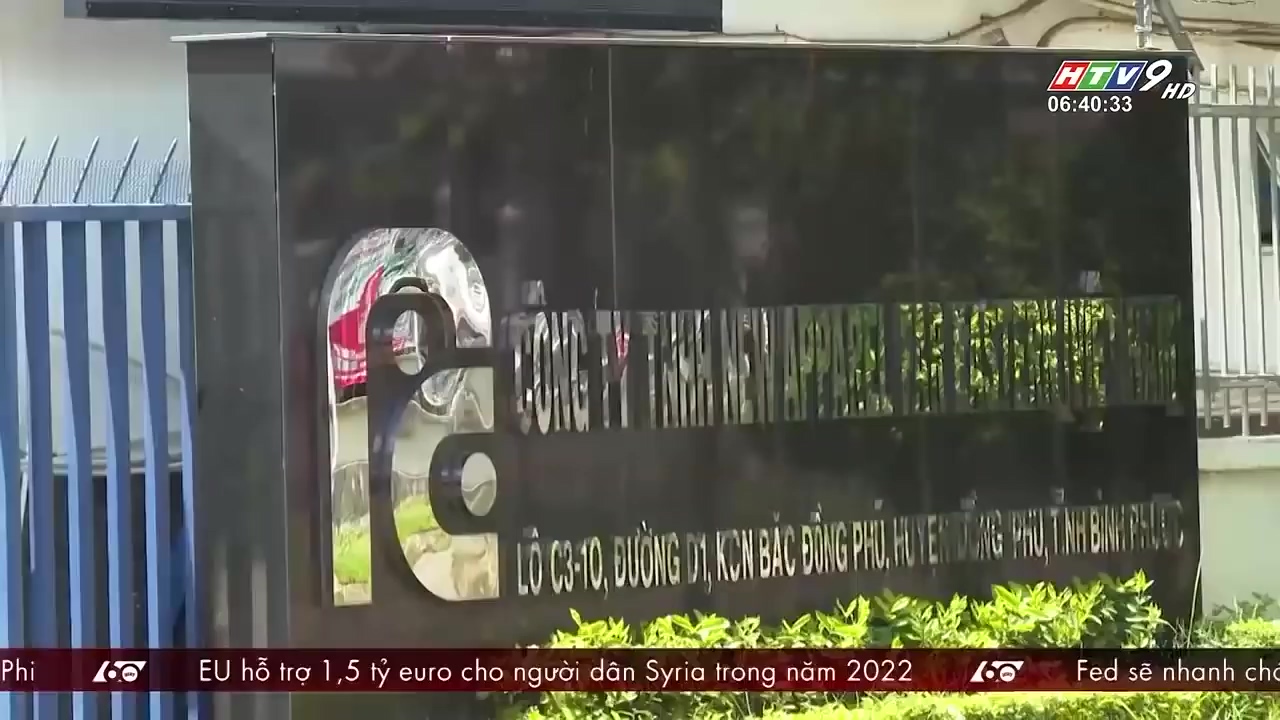 HTV9 HD
06:40:33
CÔNG TY TNHH NEW APPAREL
LÔ C3-10, ĐƯỜNG D1, KCN BẮC ĐỒNG PHÚ, HUYỆN ĐỒNG PHÚ, TỈNH BÌNH PHƯỚC
Phi 60 EU hỗ trợ 1,5 tỷ euro cho người dân Syria trong năm 2022 60 Fed sẽ nhanh